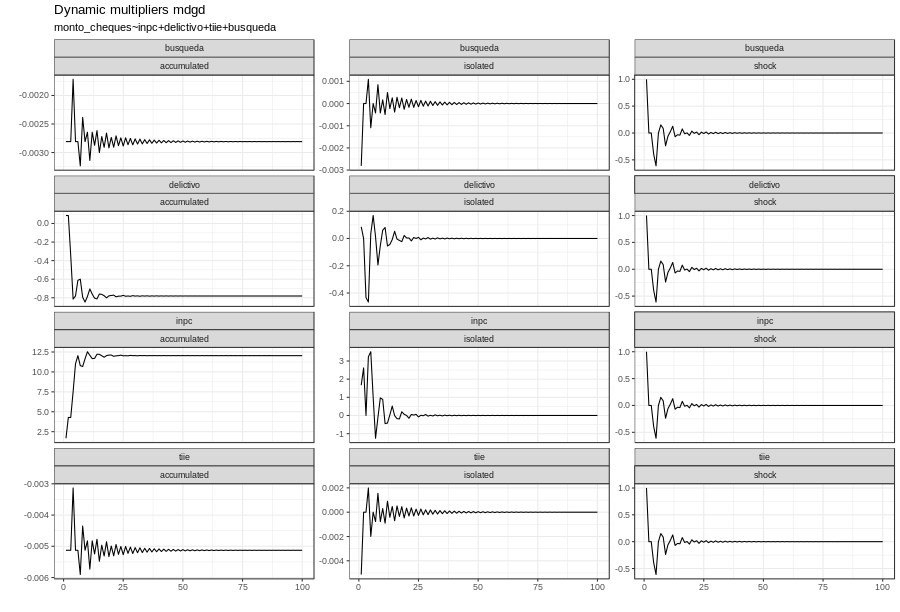 Dynamic multipliers mdgd
monto_cheques~inpc+delictivo+tiie+busqueda
busqueda
accumulated
-0.0020
-0.0025
-0.0030
busqueda
isolated
0.001
0.000
-0.001
-0.002
-0.003
busqueda
shock
1.0
0.5
0.0
-0.5
delictivo
accumulated
0.0
-0.2
-0.4
-0.6
-0.8
delictivo
isolated
0.2
0.0
-0.2
-0.4
delictivo
shock
1.0
0.5
0.0
-0.5
inpc
accumulated
12.5
10.0
7.5
5.0
2.5
inpc
isolated
3
2
1
0
-1
inpc
shock
1.0
0.5
0.0
-0.5
tiie
accumulated
-0.003
-0.004
-0.005
-0.006
0 25 50 75 100
tiie
isolated
0.002
0.000
-0.002
-0.004
0 25 50 75 100
tiie
shock
1.0
0.5
0.0
-0.5
0 25 50 75 100